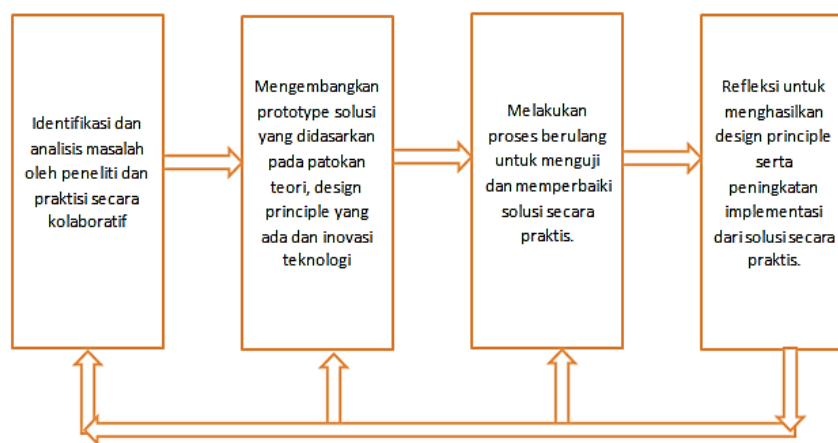 Identifikasi dan
analisis masalah
oleh peneliti dan
praktisi secara
kolaboratif
Mengembangkan
prototype solusi
yang didasarkan
pada patokan
teori, design
principle yang
ada dan inovasi
teknologi
Melakukan
proses berulang
untuk menguji
dan memperbaiki
solusi secara
praktis.
Refleksi untuk
menghasilkan
design principle
serta
peningkatan
implementasi
dari solusi secara
praktis.